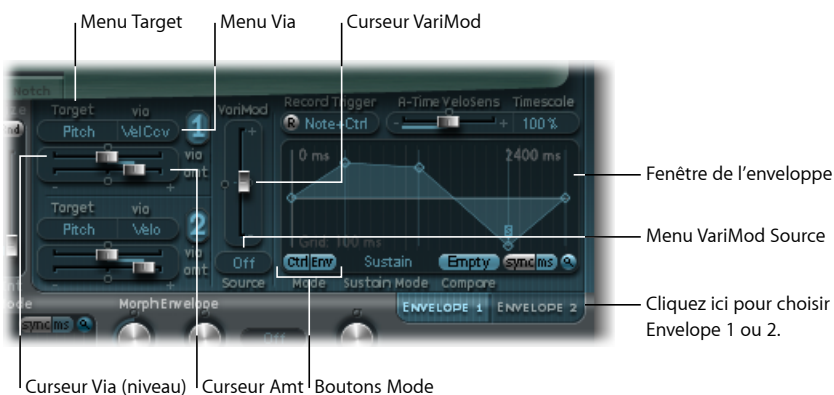 Menu Target
Menu Via
Curseur VariMod
Notch
Target via
VariMod
Record Trigger
A-Time VeloSens
Timescale
Pitch
1
R Note+Ctrl
- +
100%
+
via
amt
- +
0 ms
2400 ms
Fenêtre de l'enveloppe
Target via
2
Pitch Velo
-
S
Menu VariMod Source
via
amt
- +
Grid: 100 ms
Off
Ctrl Env
Sustain
Empty
sync ms
Source
Mode
Sustain Mode
Compare
Morph Envelope
ENVELOPE 1
ENVELOPE 2
Cliquez ici pour choisir
Envelope 1 ou 2.
sync ms
Off
Curseur Via (niveau)
Curseur Amt
Boutons Mode